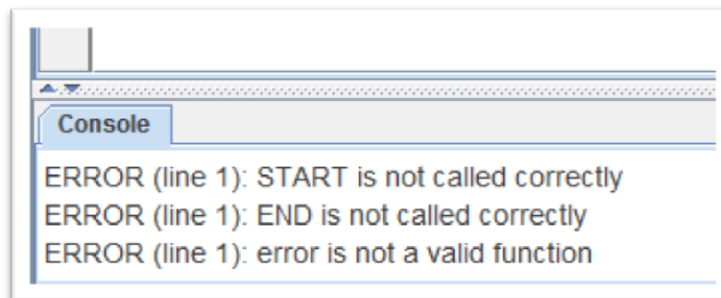 Console
ERROR (line 1): START is not called correctly
ERROR (line 1): END is not called correctly
ERROR (line 1): error is not a valid function